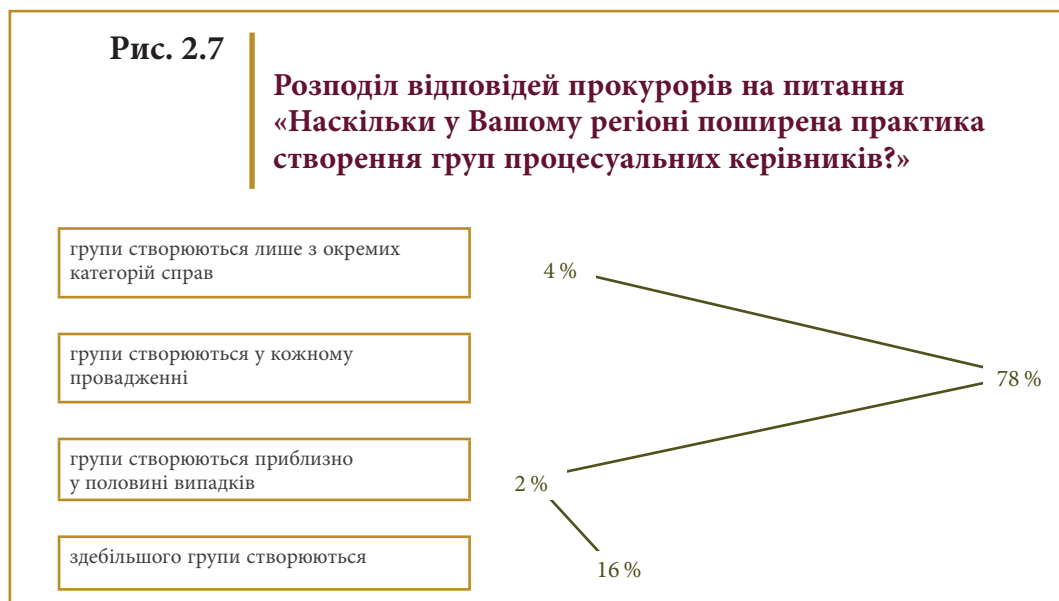 Рис. 2.7
Розподіл відповідей прокурорів на питання
«Наскільки у Вашому регіоні поширена практика
створення груп процесуальних керівників?»
групи створюються лише з окремих
категорій справ
4 %
групи створюються у кожному
провадженні
78 %
групи створюються приблизно
у половині випадків
2 %
здебільшого групи створюються
16 %